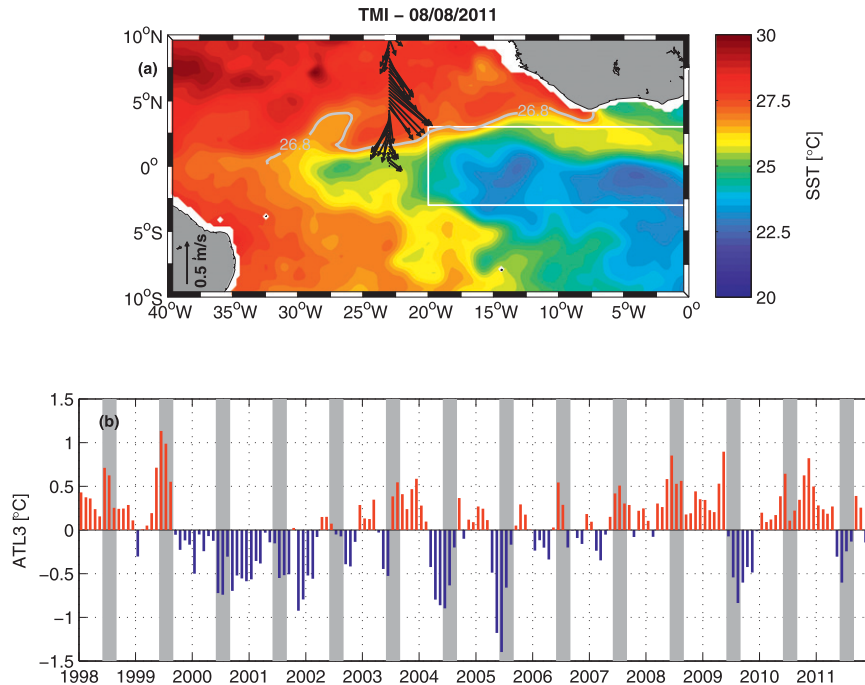 TMI − 08/08/2011
(a)
10°N
5°N
0°
5°S
10°S
40°W 35°W 30°W 25°W 20°W 15°W 10°W 5°W 0°
26.8
26.8
0.5 m/s
30
27.5
25
22.5
20
SST [°C]
(b)
1.5
1
0.5
0
−0.5
−1
−1.5
ATL3 [°C]
1998 1999 2000 2001 2002 2003 2004 2005 2006 2007 2008 2009 2010 2011